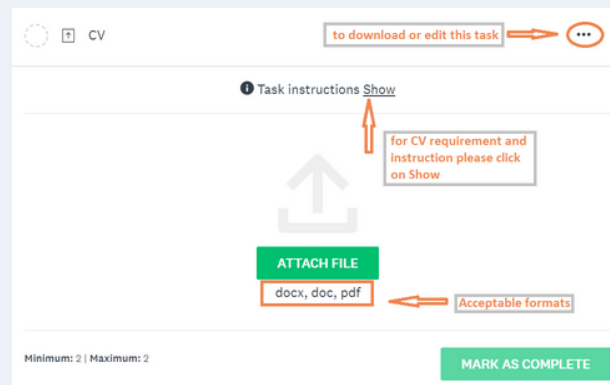 CV
to download or edit this task
Task instructions Show
for CV requirement and
instruction please click
on Show
ATTACH FILE
docx, doc, pdf
Acceptable formats
Minimum: 2 | Maximum: 2
MARK AS COMPLETE